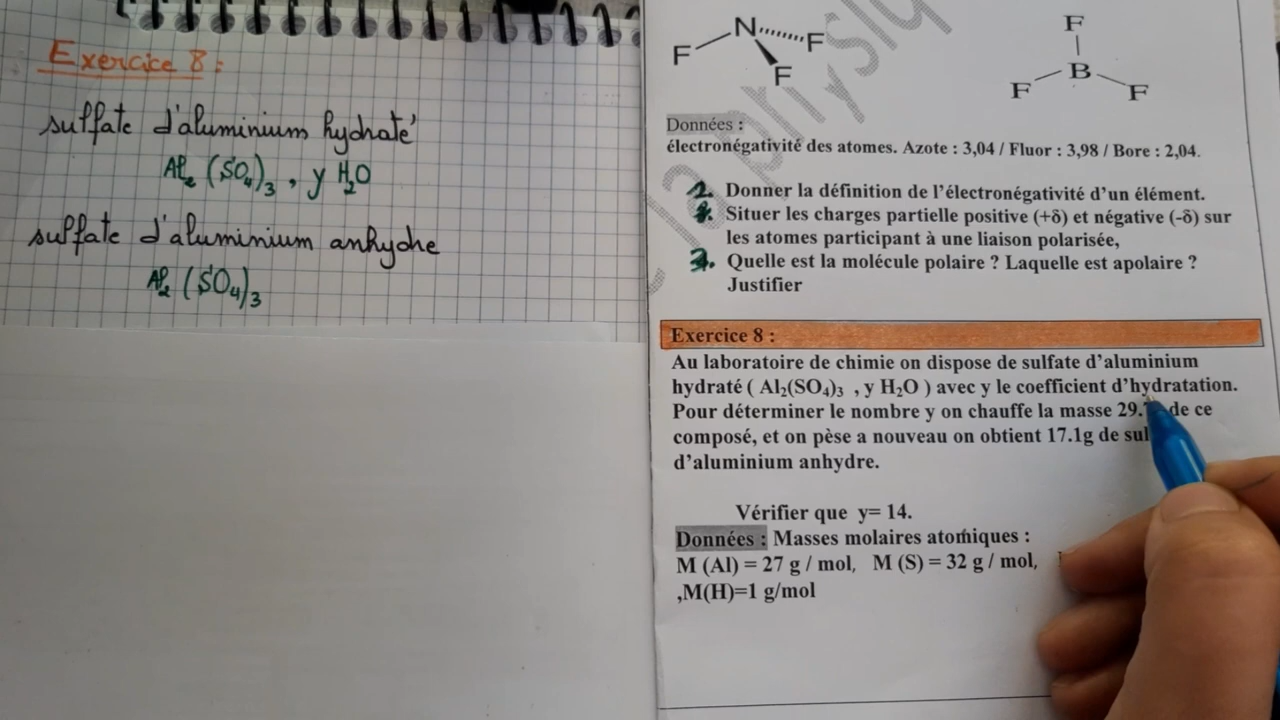 Exercice 8 :
sulfate d'aluminium hydraté
Al2 (SO4)3 , y H2O
sulfate d'aluminium anhydre
Al2 (SO4)3
N F F F
F
B
F F
la physiq
Données :
électronégativité des atomes. Azote : 3,04 / Fluor : 3,98 / Bore : 2,04.
Donner la définition de l'électronégativité d'un élément.
Situer les charges partielle positive (+δ) et négative (-δ) sur
les atomes participant à une liaison polarisée,
3. Quelle est la molécule polaire ? Laquelle est apolaire ?
Justifier
Exercice 8 :
Au laboratoire de chimie on dispose de sulfate d'aluminium
hydraté ( Al₂(SO₄)₃ , y H₂O ) avec y le coefficient d'hydratation.
Pour déterminer le nombre y on chauffe la masse 29. de ce
composé, et on pèse a nouveau on obtient 17.1g de sul
d'aluminium anhydre.
Vérifier que y= 14.
Données : Masses molaires atomiques :
M (Al) = 27 g / mol, M (S) = 32 g / mol,
,M(H)=1 g/mol